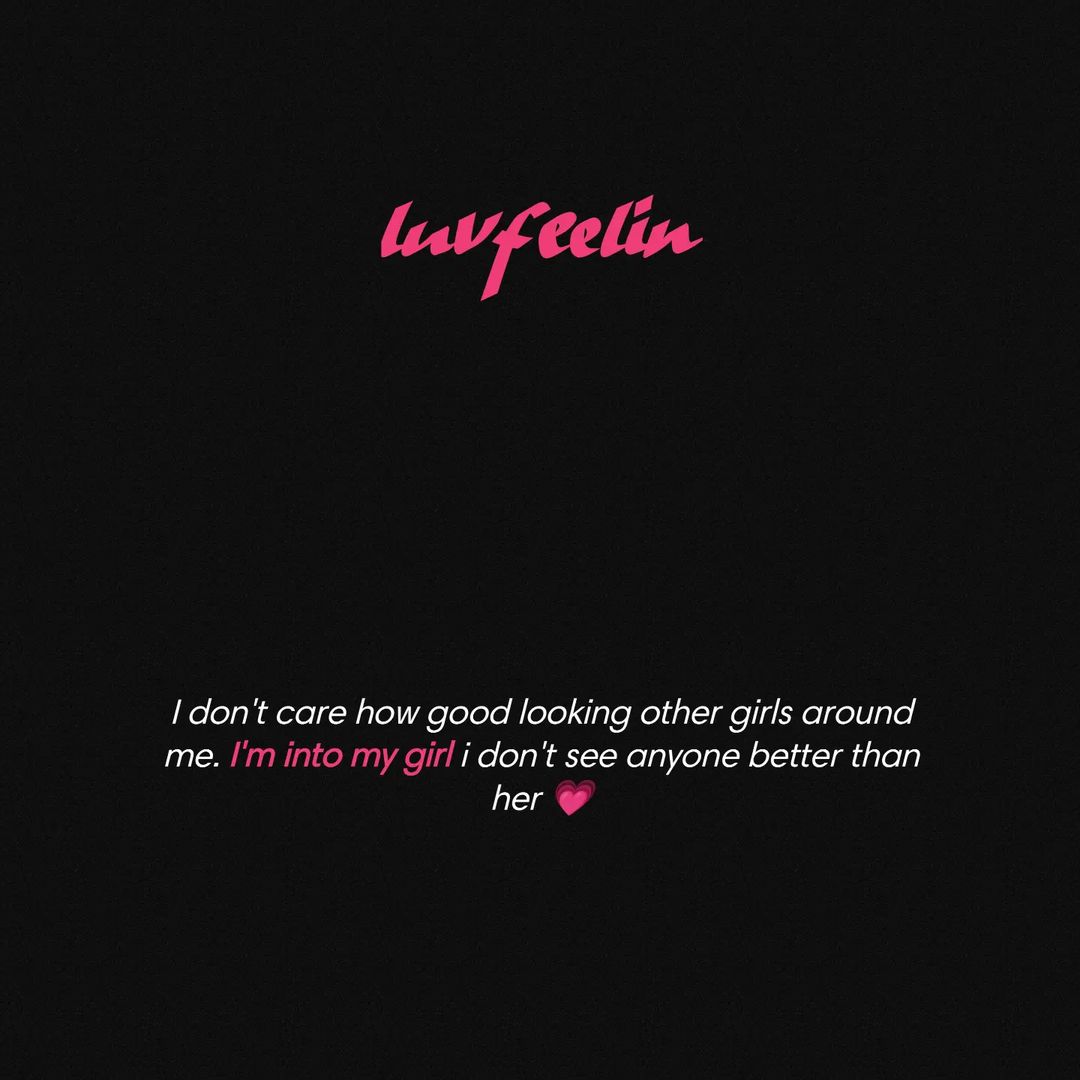 luvfeelin
I don't care how good looking other girls around
me. I'm into my girl i don't see anyone better than
her 💗